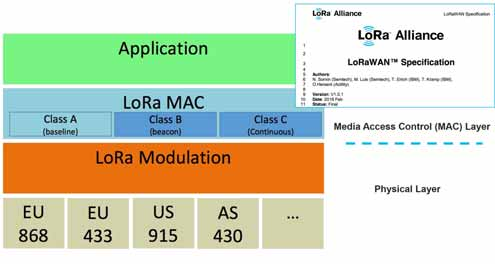 LoRa Alliance
LoRaWAN Specification
LoRa Alliance
LoRaWAN™ Specification
Authors:
N. Sornin (Semtech), M. Luis (Semtech), T. Eirich (IBM), T. Kramp (IBM),
O.Hersent (Actility)
Version: V1.0.1
Date: 2016 Feb
Status: Final
1
2
3
4
5
6
7
8
9
10
11
Application
LoRa MAC
Class A
(baseline)
Class B
(beacon)
Class C
(Continuous)
Media Access Control (MAC) Layer
LoRa Modulation
Physical Layer
EU
868
EU
433
US
915
AS
430
...